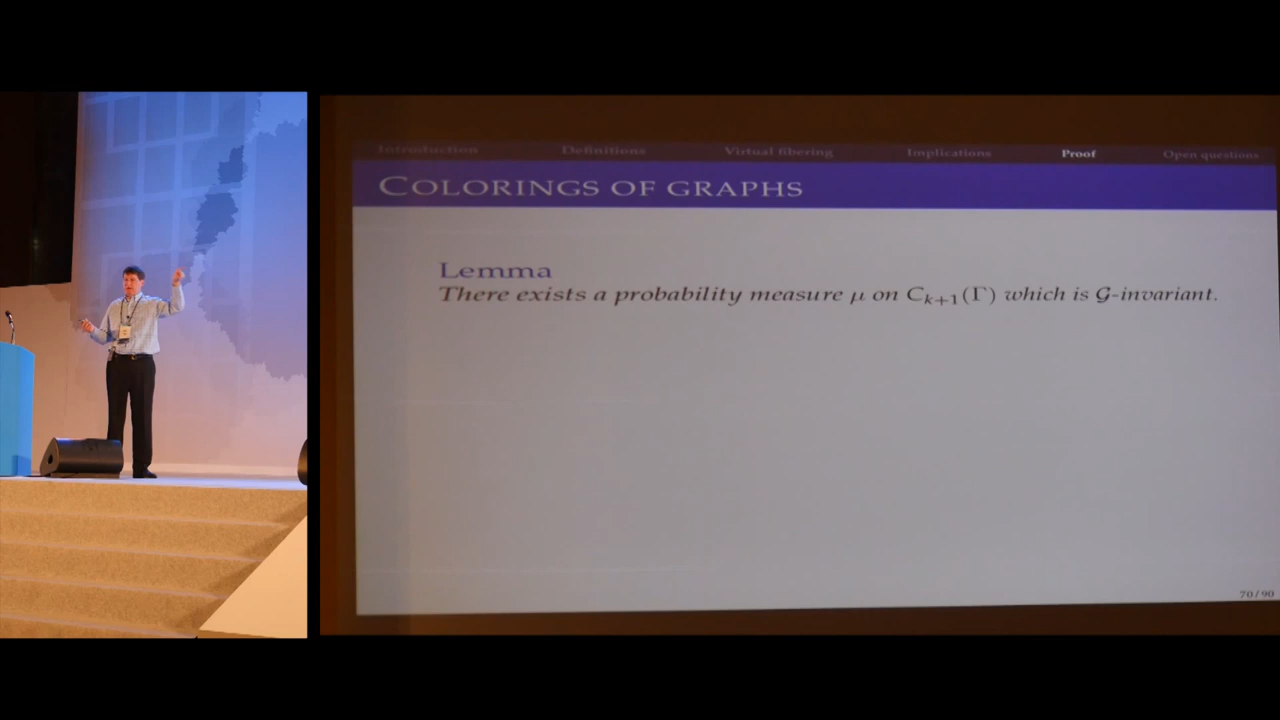 Introduction Definitions Virtual fibering Implications Proof Open questions
COLORINGS OF GRAPHS
Lemma
There exists a probability measure μ on C_{k+1}(Γ) which is 𝒢-invariant.
70 / 90